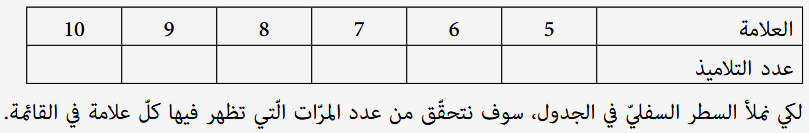 العلامة 5 6 7 8 9 10
عدد التلاميذ
لكي نملأ السطر السفليّ في الجدول، سوف نتحقّق من عدد المرّات الّتي تظهر فيها كلّ علامة في القائمة.